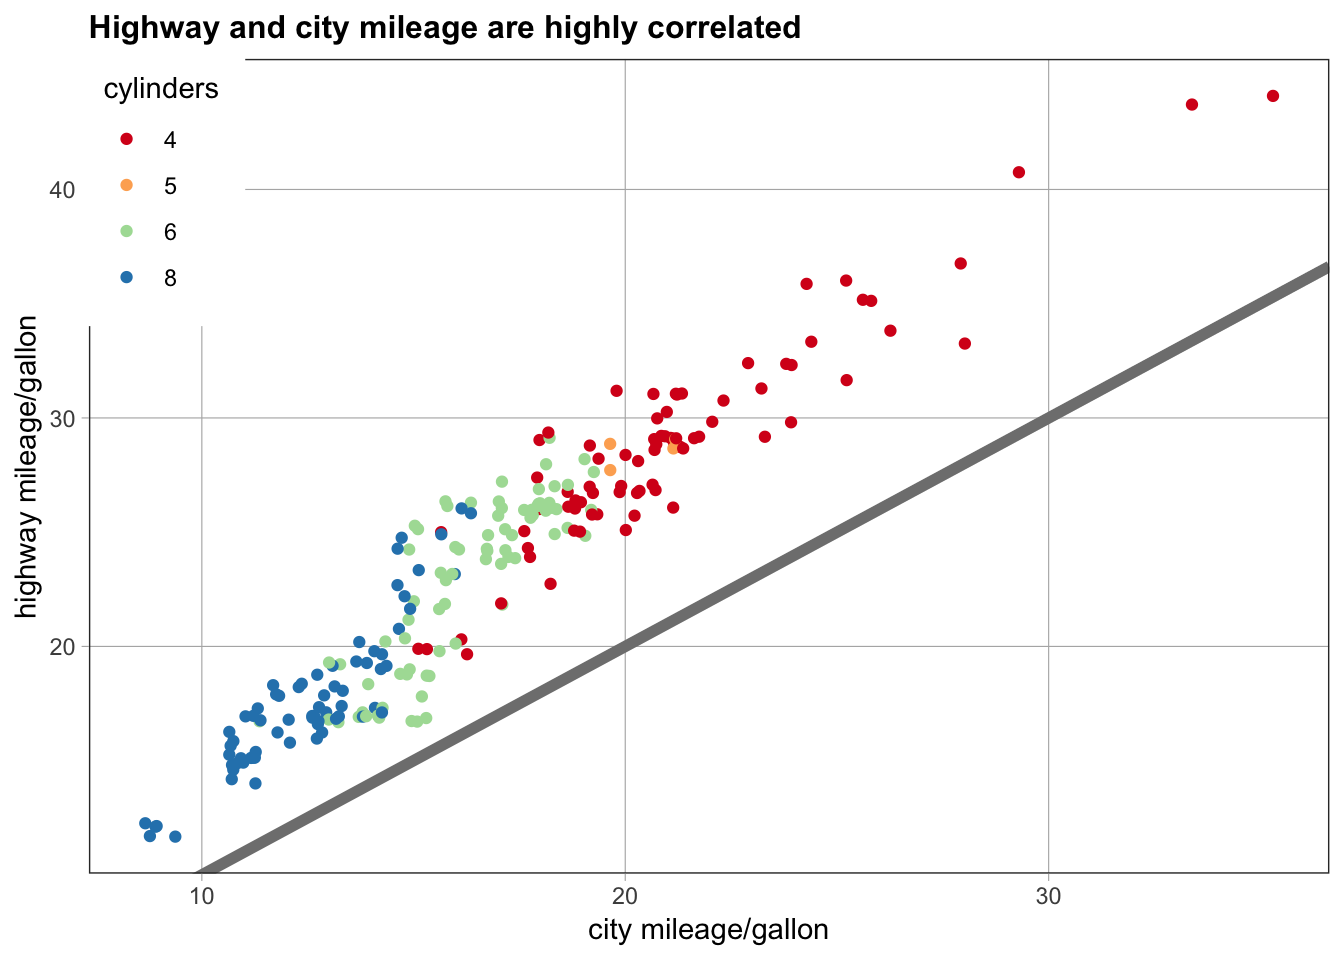 Highway and city mileage are highly correlated
cylinders
4
5
6
8
40
30
20
highway mileage/gallon
10
20
30
city mileage/gallon